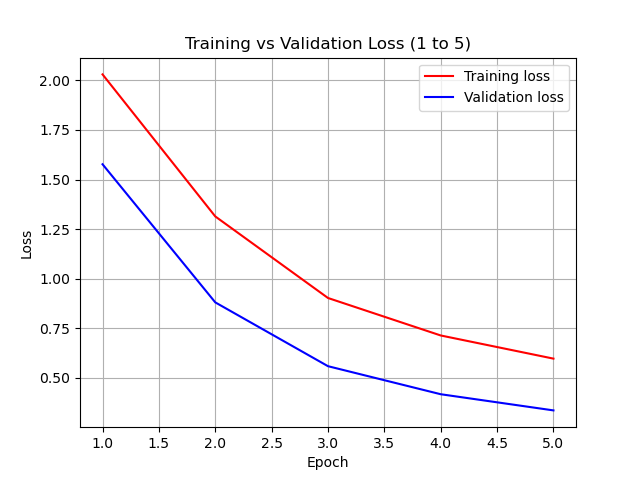 Training vs Validation Loss (1 to 5)
Training loss
Validation loss
2.00
1.75
1.50
1.25
1.00
0.75
0.50
Loss
1.0 1.5 2.0 2.5 3.0 3.5 4.0 4.5 5.0
Epoch